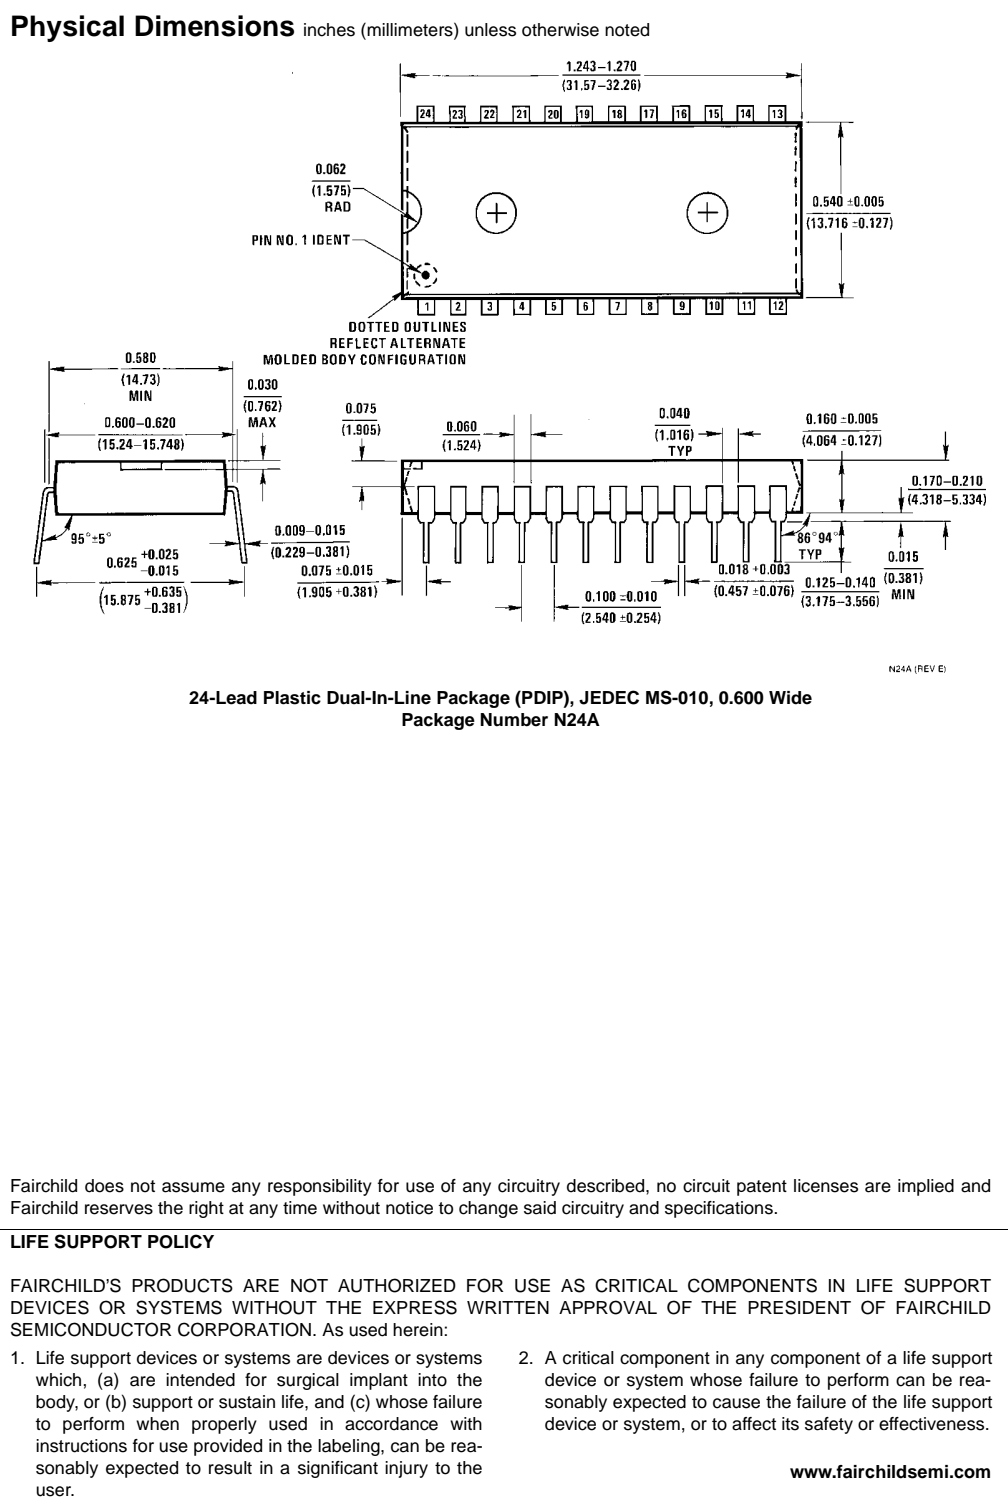 Physical Dimensions inches (millimeters) unless otherwise noted
1.243–1.270
(31.57–32.26)
24 23 22 21 20 19 18 17 16 15 14 13
0.062
(1.575)
RAD
0.540 ±0.005
(13.716 ±0.127)
PIN NO. 1 IDENT
1 2 3 4 5 6 7 8 9 10 11 12
DOTTED OUTLINES
REFLECT ALTERNATE
MOLDED BODY CONFIGURATION
0.580
(14.73)
MIN
0.030
(0.762)
MAX
0.600–0.620
(15.24–15.748)
95°±5°
0.625 +0.025
–0.015
(15.875 +0.635
–0.381)
0.009–0.015
(0.229–0.381)
0.075
(1.905)
0.060
(1.524)
0.040
(1.016)
TYP
0.160 ±0.005
(4.064 ±0.127)
0.170–0.210
(4.318–5.334)
86°94°
TYP
0.015
(0.381)
MIN
0.075 ±0.015
(1.905 ±0.381)
0.100 ±0.010
(2.540 ±0.254)
0.018 ±0.003
(0.457 ±0.076)
0.125–0.140
(3.175–3.556)
N24A (REV E)
24-Lead Plastic Dual-In-Line Package (PDIP), JEDEC MS-010, 0.600 Wide
Package Number N24A
Fairchild does not assume any responsibility for use of any circuitry described, no circuit patent licenses are implied and
Fairchild reserves the right at any time without notice to change said circuitry and specifications.
LIFE SUPPORT POLICY
FAIRCHILD'S PRODUCTS ARE NOT AUTHORIZED FOR USE AS CRITICAL COMPONENTS IN LIFE SUPPORT
DEVICES OR SYSTEMS WITHOUT THE EXPRESS WRITTEN APPROVAL OF THE PRESIDENT OF FAIRCHILD
SEMICONDUCTOR CORPORATION. As used herein:
1. Life support devices or systems are devices or systems
which, (a) are intended for surgical implant into the
body, or (b) support or sustain life, and (c) whose failure
to perform when properly used in accordance with
instructions for use provided in the labeling, can be rea-
sonably expected to result in a significant injury to the
user.
2. A critical component in any component of a life support
device or system whose failure to perform can be rea-
sonably expected to cause the failure of the life support
device or system, or to affect its safety or effectiveness.
www.fairchildsemi.com